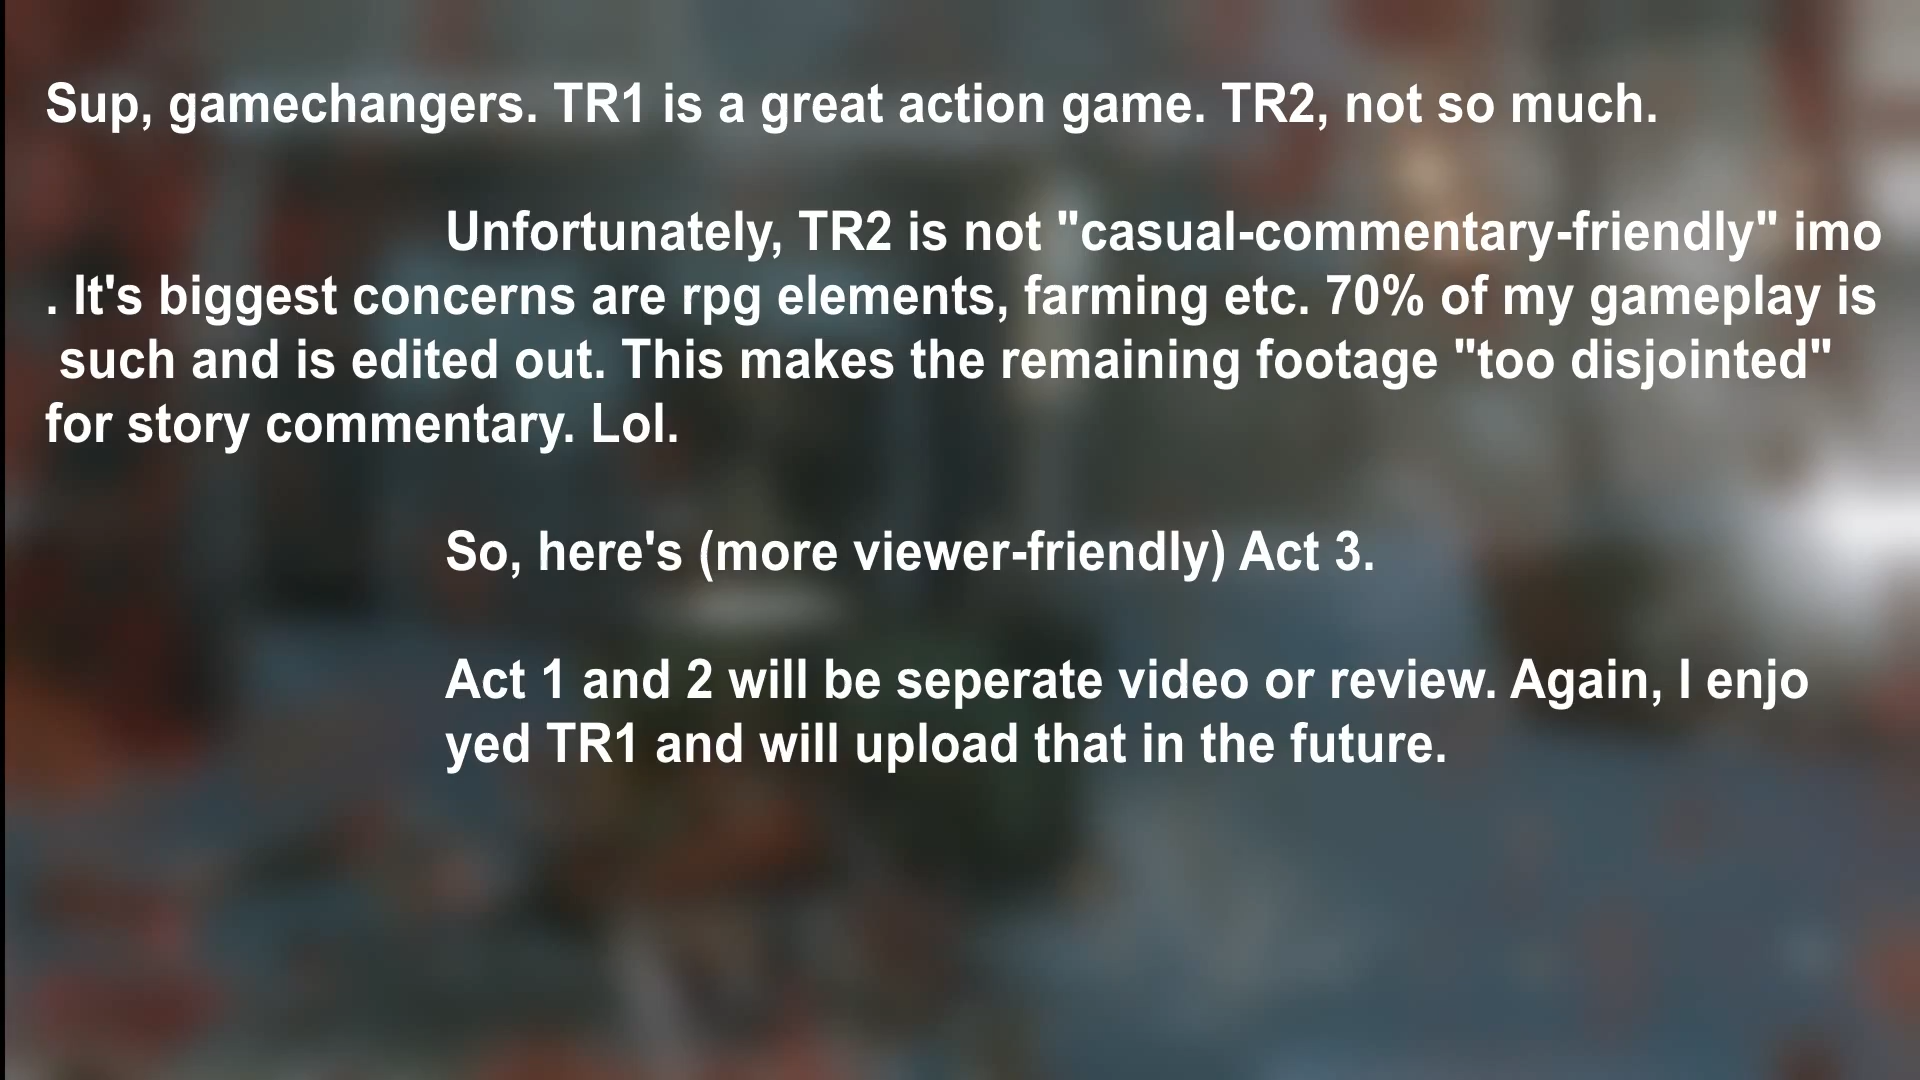 Sup, gamechangers. TR1 is a great action game. TR2, not so much.
Unfortunately, TR2 is not "casual-commentary-friendly" imo
. It's biggest concerns are rpg elements, farming etc. 70% of my gameplay is
such and is edited out. This makes the remaining footage "too disjointed"
for story commentary. Lol.
So, here's (more viewer-friendly) Act 3.
Act 1 and 2 will be seperate video or review. Again, I enjo
yed TR1 and will upload that in the future.